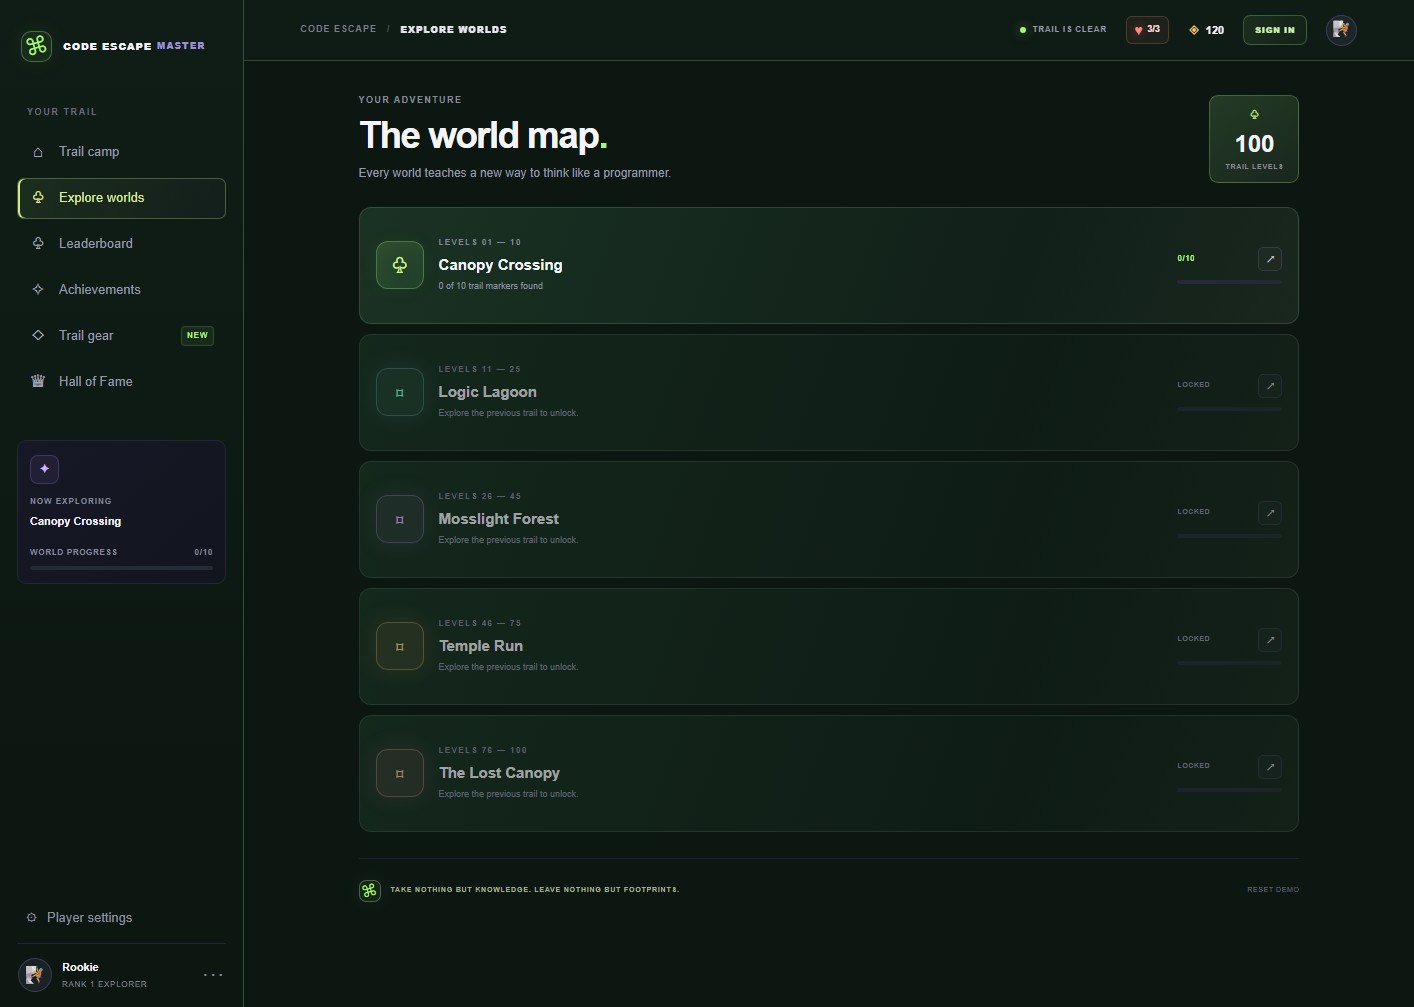 CODE ESCAPE MASTER
YOUR TRAIL
Trail camp
Explore worlds
Leaderboard
Achievements
Trail gear NEW
Hall of Fame
NOW EXPLORING
Canopy Crossing
WORLD PROGRESS 0/10
Player settings
Rookie
RANK 1 EXPLORER
...
CODE ESCAPE / EXPLORE WORLDS
TRAIL IS CLEAR
3/3
120
SIGN IN
YOUR ADVENTURE
The world map.
Every world teaches a new way to think like a programmer.
100
TRAIL LEVELS
LEVELS 01 — 10
Canopy Crossing
0 of 10 trail markers found
0/10
LEVELS 11 — 25
Logic Lagoon
Explore the previous trail to unlock.
LOCKED
LEVELS 26 — 45
Mosslight Forest
Explore the previous trail to unlock.
LOCKED
LEVELS 46 — 75
Temple Run
Explore the previous trail to unlock.
LOCKED
LEVELS 76 — 100
The Lost Canopy
Explore the previous trail to unlock.
LOCKED
TAKE NOTHING BUT KNOWLEDGE. LEAVE NOTHING BUT FOOTPRINTS.
RESET DEMO